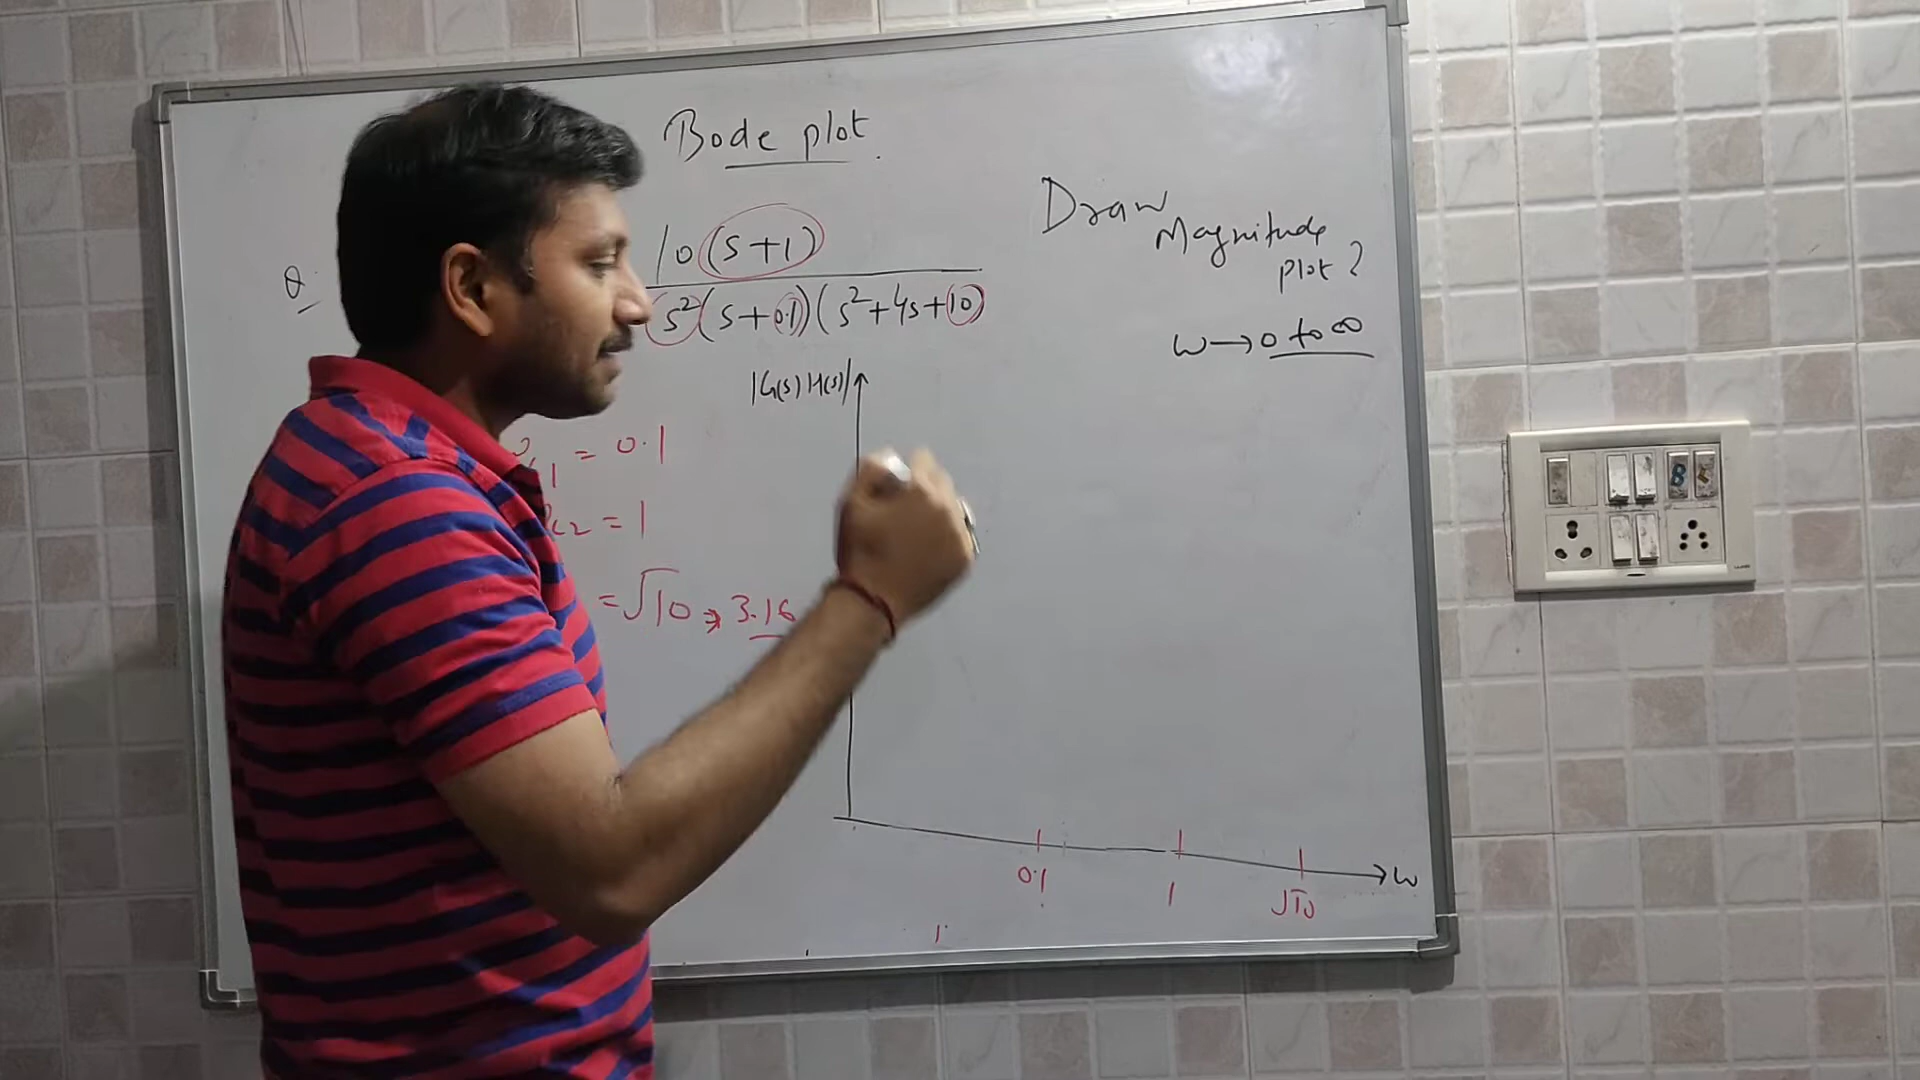 Bode plot.
Draw
Magnitude
plot ?
Q.
10(s+1)
s²(s+0.1)(s²+4s+10)
ω→0 to ∞
|G(s)H(s)|
= 0.1
= 1
=√10 → 3.16
0.1
1
√10
ω